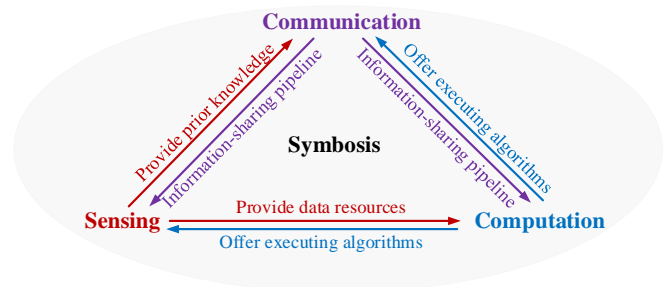 Communication
Provide prior knowledge
Information-sharing pipeline
Information-sharing pipeline
Offer executing algorithms
Symbosis
Sensing
Provide data resources
Computation
Offer executing algorithms